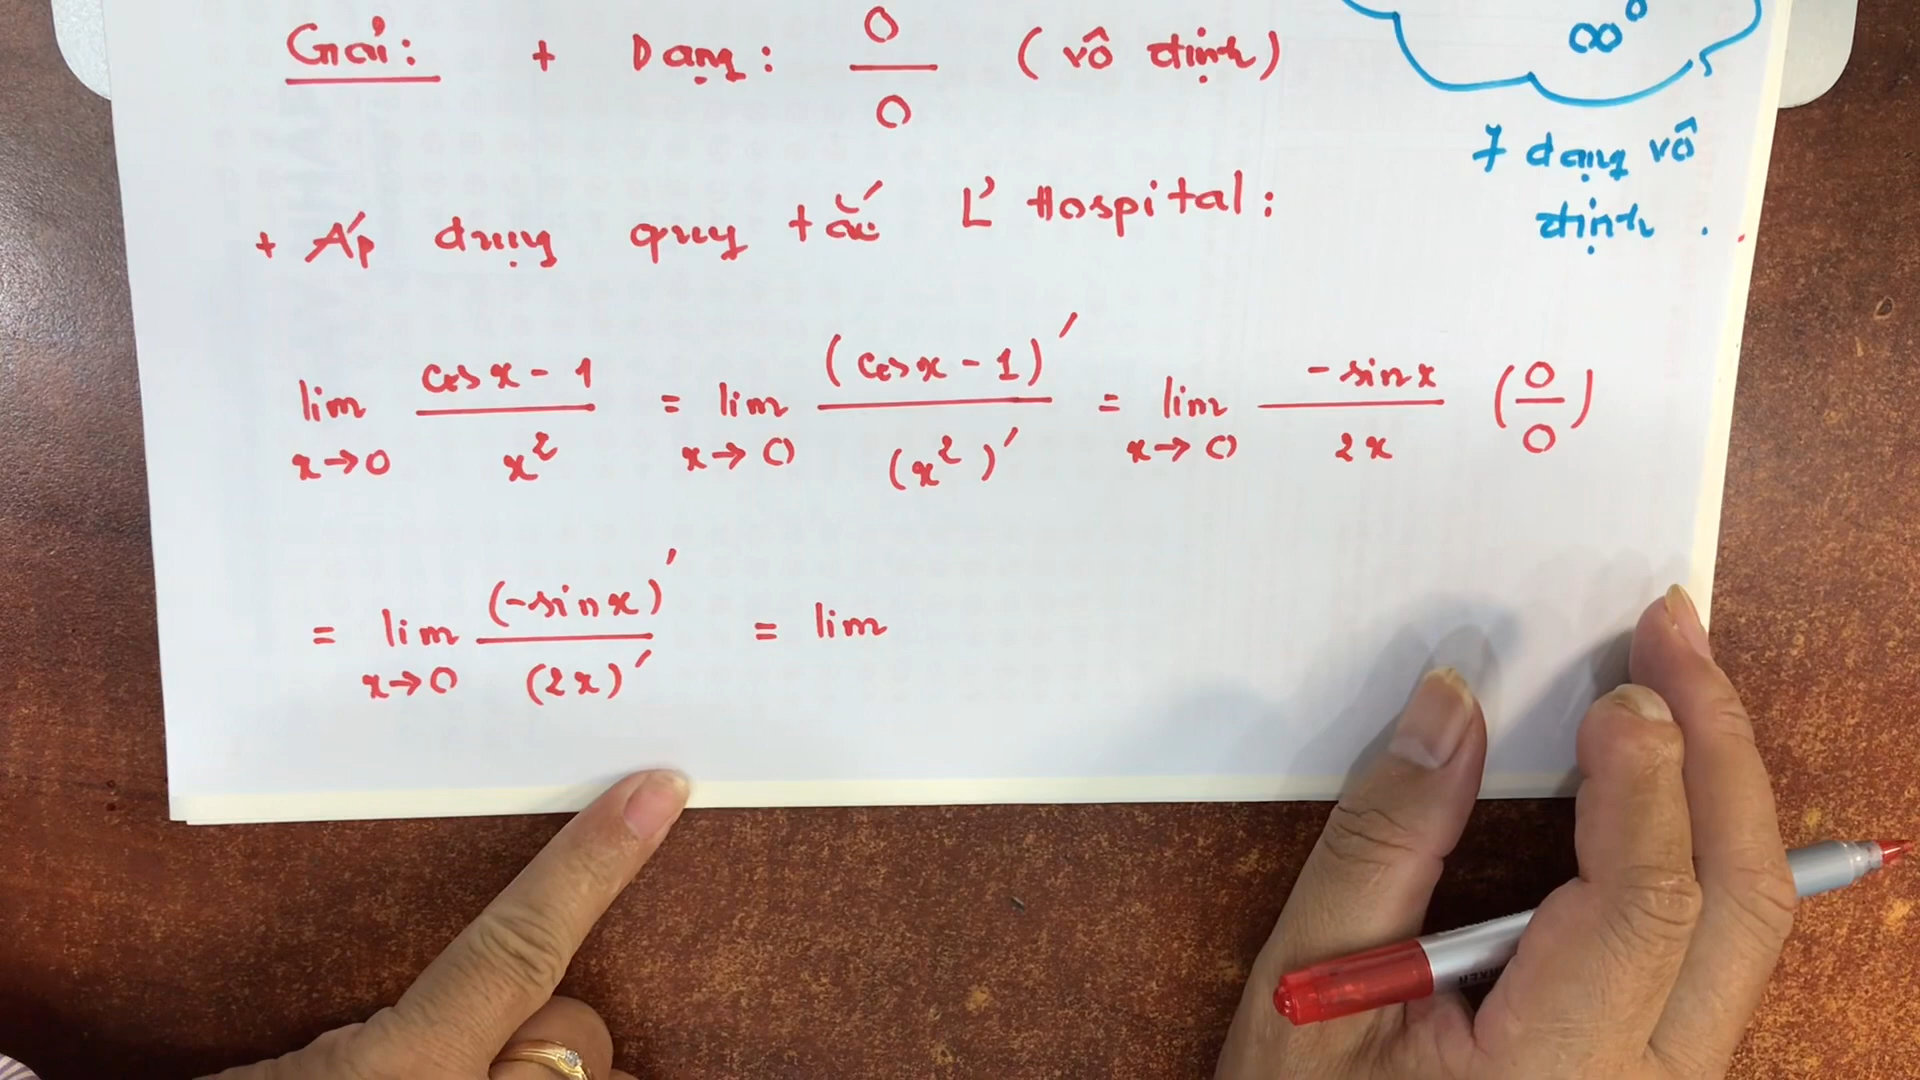 Giải: + Dạng: 0/0 (vô định)
∞⁰
7 dạng vô
định.
+ Áp dụng quy tắc L'Hospital:
lim x→0 (cosx - 1)/x² = lim x→0 (cosx - 1)'/(x²)' = lim x→0 -sinx/2x (0/0)
= lim x→0 (-sinx)'/(2x)' = lim